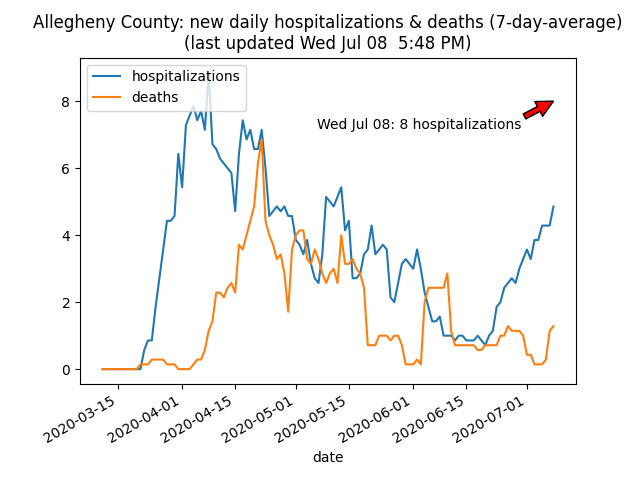 Allegheny County: new daily hospitalizations & deaths (7-day-average)
(last updated Wed Jul 08  5:48 PM)
hospitalizations
deaths
Wed Jul 08: 8 hospitalizations
8
6
4
2
0
2020-03-15
2020-04-01
2020-04-15
2020-05-01
2020-05-15
2020-06-01
2020-06-15
2020-07-01
date